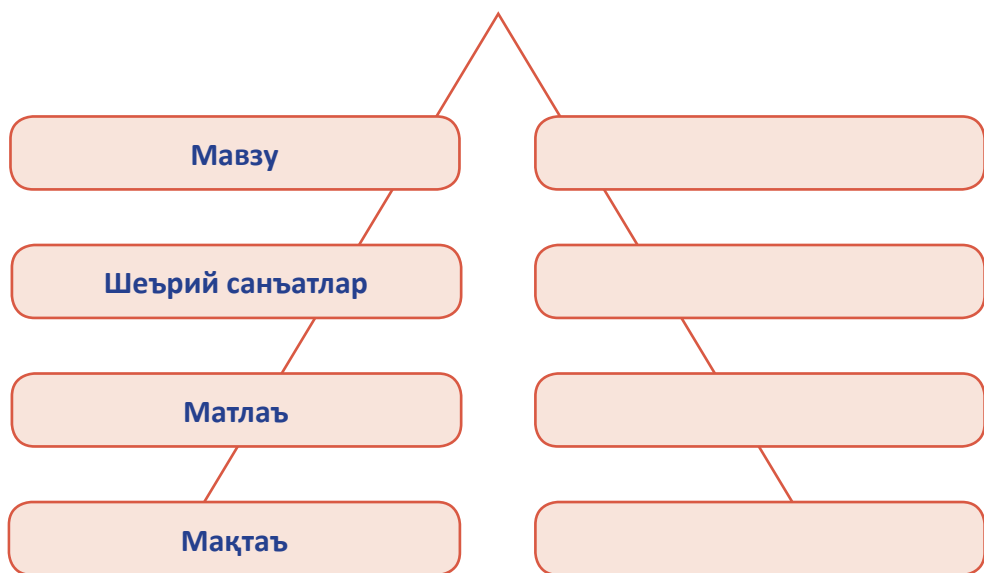 Мавзу
Шеърий санъатлар
Матлаъ
Мақтаъ